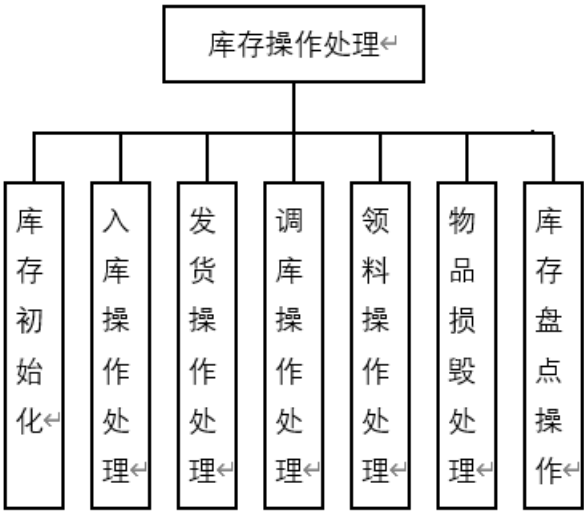 库存操作处理
库存初始化
入库操作处理
发货操作处理
调库操作处理
领料操作处理
物品损毁处理
库存盘点操作